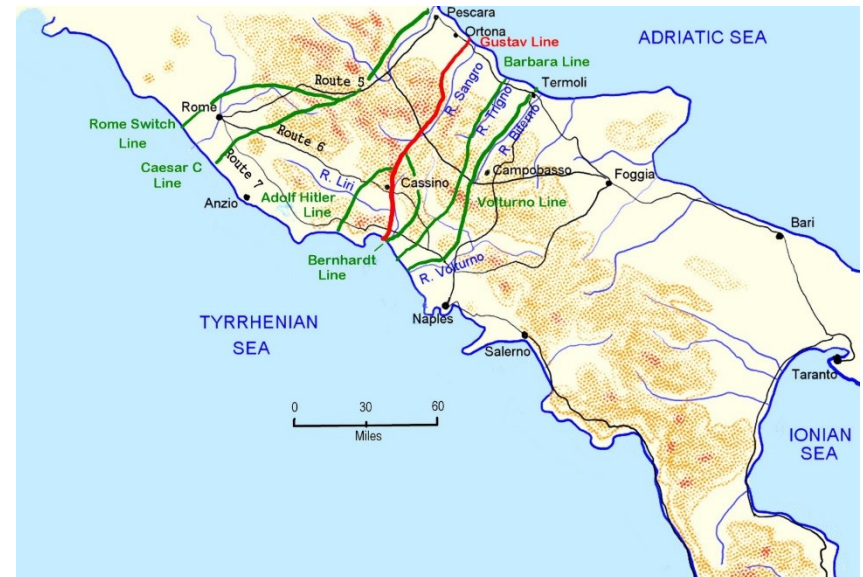 Pescara
Ortona
Gustav Line
ADRIATIC SEA
Barbara Line
Termoli
Route 5
R. Sangro
R. Trigno
R. Biferno
Rome
Rome Switch
Line
Route 6
Caesar C
Line
Route 7
R. Liri
Cassino
Campobasso
Foggia
Adolf Hitler
Line
Anzio
Volturno Line
Bari
Bernhardt
Line
R. Volturno
Naples
TYRRHENIAN
SEA
Salerno
Taranto
0 30 60
Miles
IONIAN
SEA